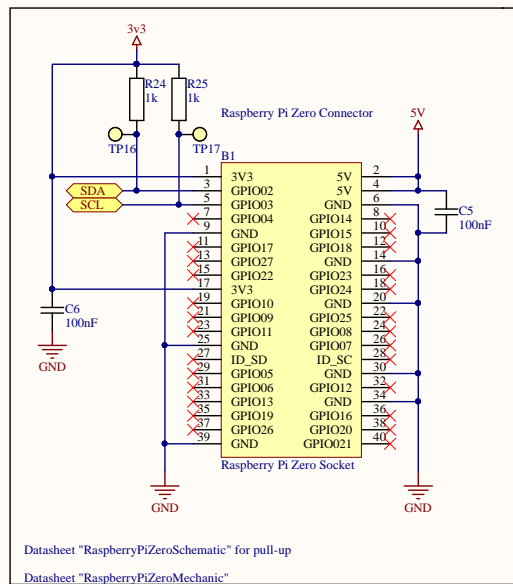 3v3
R24
1k
R25
1k
Raspberry Pi Zero Connector
5V
TP16
TP17
B1
1 3V3 5V 2
SDA 3 GPIO02 5V 4
SCL 5 GPIO03 GND 6
7 GPIO04 GPIO14 8
9 GND GPIO15 10
11 GPIO17 GPIO18 12
13 GPIO27 GND 14
15 GPIO22 GPIO23 16
17 3V3 GPIO24 18
19 GPIO10 GND 20
21 GPIO09 GPIO25 22
23 GPIO11 GPIO08 24
25 GND GPIO07 26
27 ID_SD ID_SC 28
29 GPIO05 GND 30
31 GPIO06 GPIO12 32
33 GPIO13 GND 34
35 GPIO19 GPIO16 36
37 GPIO26 GPIO20 38
39 GND GPIO021 40
C5
100nF
C6
100nF
GND
Raspberry Pi Zero Socket
GND
GND
Datasheet "RaspberryPiZeroSchematic" for pull-up
Datasheet "RaspberryPiZeroMechanic"